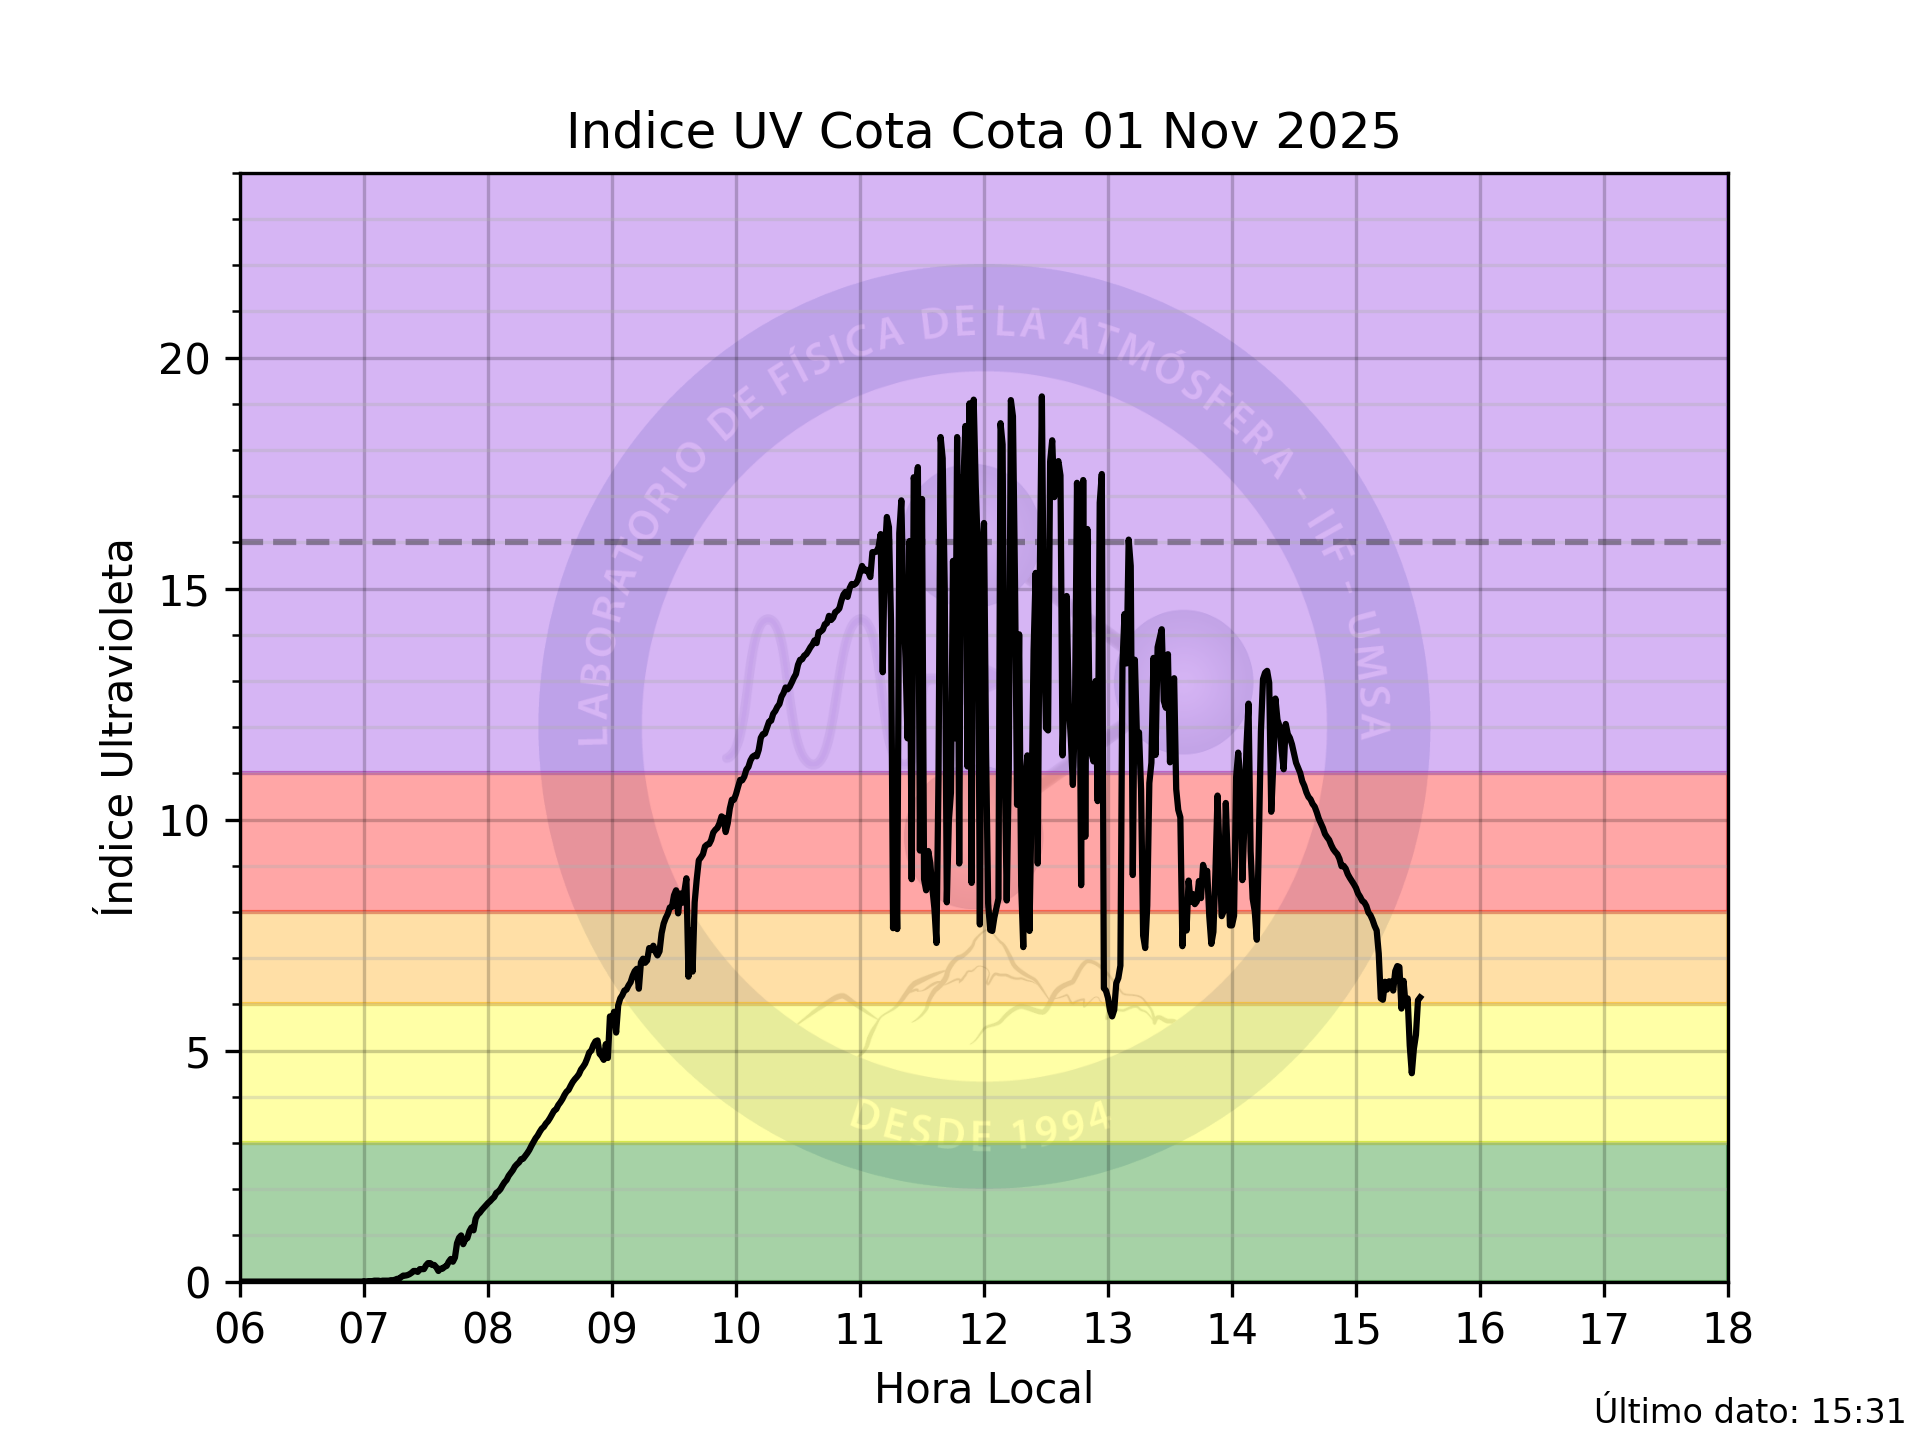 Indice UV Cota Cota 01 Nov 2025
Índice Ultravioleta
20
15
10
5
0
LABORATORIO DE FÍSICA DE LA ATMÓSFERA - IIF - UMSA
DESDE 1994
06 07 08 09 10 11 12 13 14 15 16 17 18
Hora Local
Último dato: 15:31